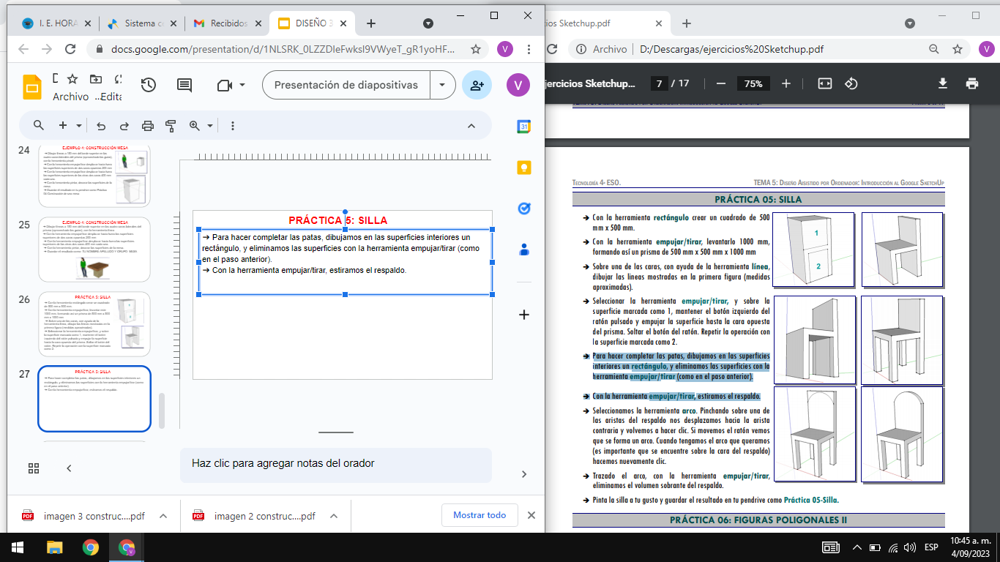 I. E. HORA
Sistema c
Recibidos
DISEÑO 3
docs.google.com/presentation/d/1NLSRK_0LZZDIeFwksI9VWyeT_gR1yoHF...
V
Archivo
...Edita
Presentación de diapositivas
V
31
24
EJEMPLO 4: CONSTRUCCIÓN MESA
25
EJEMPLO 4: CONSTRUCCIÓN MESA
26
PRÁCTICA 5: SILLA
27
PRÁCTICA 5: SILLA
PRÁCTICA 5: SILLA
➔ Para hacer completar las patas, dibujamos en las superficies interiores un
rectángulo, y eliminamos las superficies con la herramienta empujar/tirar (como
en el paso anterior).
➔ Con la herramienta empujar/tirar, estiramos el respaldo.
Haz clic para agregar notas del orador
imagen 3 construc....pdf
imagen 2 construc....pdf
Mostrar todo
cios Sketchup.pdf
Archivo
D:/Descargas/ejercicios%20Sketchup.pdf
V
jercicios Sketchup...
7 / 17
75%
Tecnología 4º ESO.
TEMA 5: Diseño Asistido por Ordenador: Introducción al Google SketchUp
PRÁCTICA 05: SILLA
➔ Con la herramienta rectángulo crear un cuadrado de 500
mm x 500 mm.
➔ Con la herramienta empujar/tirar, levantarlo 1000 mm,
formando así un prisma de 500 mm x 500 mm x 1000 mm
➔ Sobre una de las caras, con ayuda de la herramienta línea,
dibujar las líneas mostradas en la primera figura (medidas
aproximadas).
➔ Seleccionar la herramienta empujar/tirar, y sobre la
superficie marcada como 1, mantener el botón izquierdo del
ratón pulsado y empujar la superficie hasta la cara opuesta
del prisma. Soltar el botón del ratón. Repetir la operación con
la superficie marcada como 2.
➔ Para hacer completar las patas, dibujamos en las superficies
interiores un rectángulo, y eliminamos las superficies con la
herramienta empujar/tirar (como en el paso anterior).
➔ Con la herramienta empujar/tirar, estiramos el respaldo.
➔ Seleccionamos la herramienta arco. Pinchando sobre una de
las aristas del respaldo nos desplazamos hacia la arista
contraria y volvemos a hacer clic. Si movemos el ratón vemos
que se forma un arco. Cuando tengamos el arco que queramos
(es importante que se encuentre sobre la cara del respaldo)
hacemos nuevamente clic.
➔ Trazado el arco, con la herramienta empujar/tirar,
eliminamos el volumen sobrante del respaldo.
➔ Pinta la silla a tu gusto y guardar el resultado en tu pendrive como Práctica 05-Silla.
1
2
PRÁCTICA 06: FIGURAS POLIGONALES II
ESP
10:45 a. m.
4/09/2023